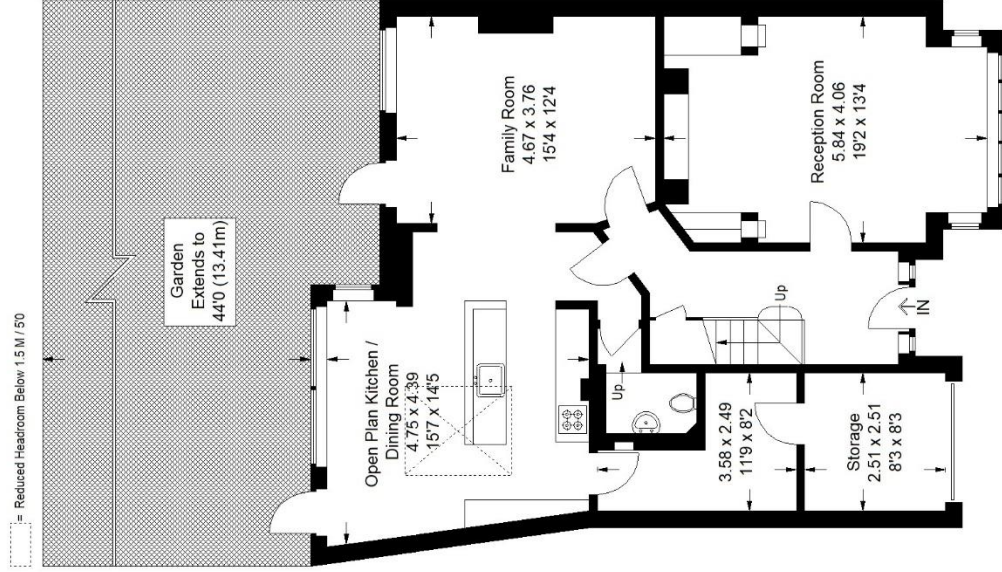 = Reduced Headroom Below 1.5 M / 5'0
Garden
Extends to
44'0 (13.41m)
Family Room
4.67 x 3.76
15'4 x 12'4
Reception Room
5.84 x 4.06
19'2 x 13'4
Open Plan Kitchen /
Dining Room
4.75 x 4.39
15'7 x 14'5
Up
Up
IN
3.58 x 2.49
11'9 x 8'2
Storage
2.51 x 2.51
8'3 x 8'3